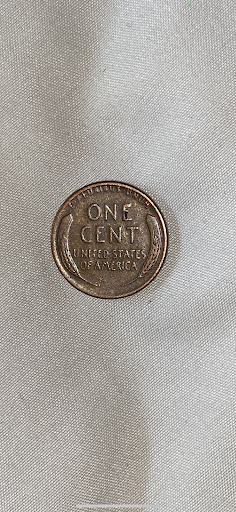 ONE
CENT
UNITED STATES
OF AMERICA